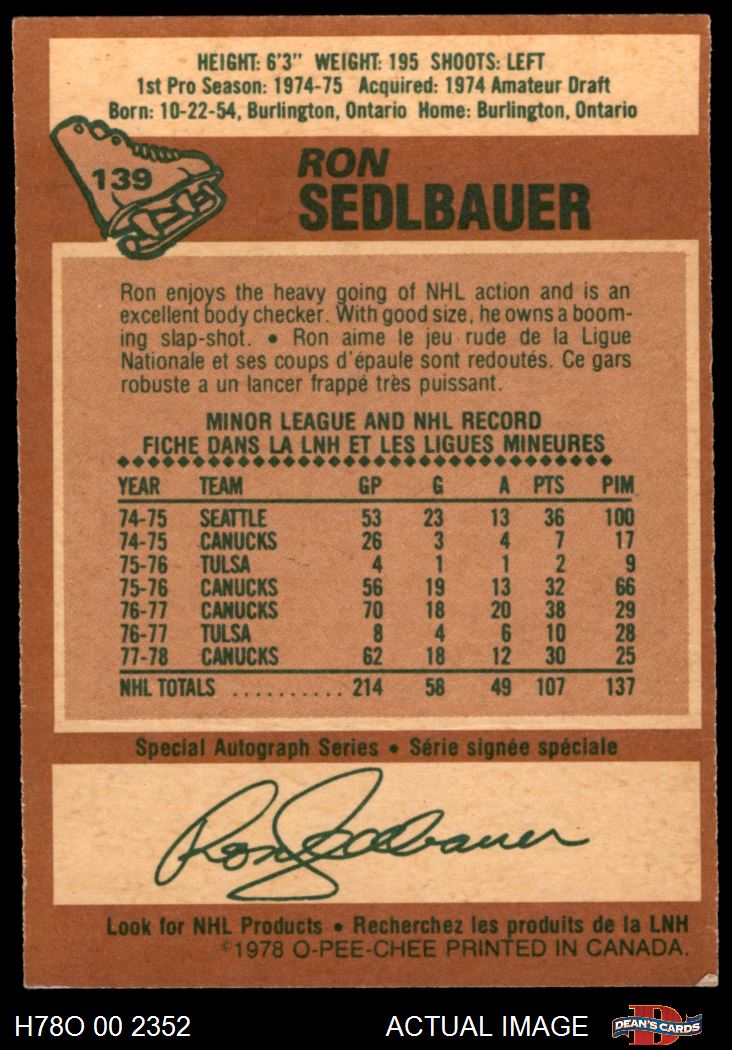 HEIGHT: 6'3" WEIGHT: 195 SHOOTS: LEFT
1st Pro Season: 1974-75 Acquired: 1974 Amateur Draft
Born: 10-22-54, Burlington, Ontario Home: Burlington, Ontario
139
RON
SEDLBAUER
Ron enjoys the heavy going of NHL action and is an
excellent body checker. With good size, he owns a boom-
ing slap-shot. • Ron aime le jeu rude de la Ligue
Nationale et ses coups d'épaule sont redoutés. Ce gars
robuste a un lancer frappé très puissant.
MINOR LEAGUE AND NHL RECORD
FICHE DANS LA LNH ET LES LIGUES MINEURES
YEAR TEAM GP G A PTS PIM
74-75 SEATTLE 53 23 13 36 100
74-75 CANUCKS 26 3 4 7 17
75-76 TULSA 4 1 1 2 9
75-76 CANUCKS 56 19 13 32 66
76-77 CANUCKS 70 18 20 38 29
76-77 TULSA 8 4 6 10 28
77-78 CANUCKS 62 18 12 30 25
NHL TOTALS .......... 214 58 49 107 137
Special Autograph Series • Série signée spéciale
Ron Sedlbauer
Look for NHL Products • Recherchez les produits de la LNH
©1978 O-PEE-CHEE PRINTED IN CANADA.
H78O 00 2352 ACTUAL IMAGE D DEAN'S CARDS